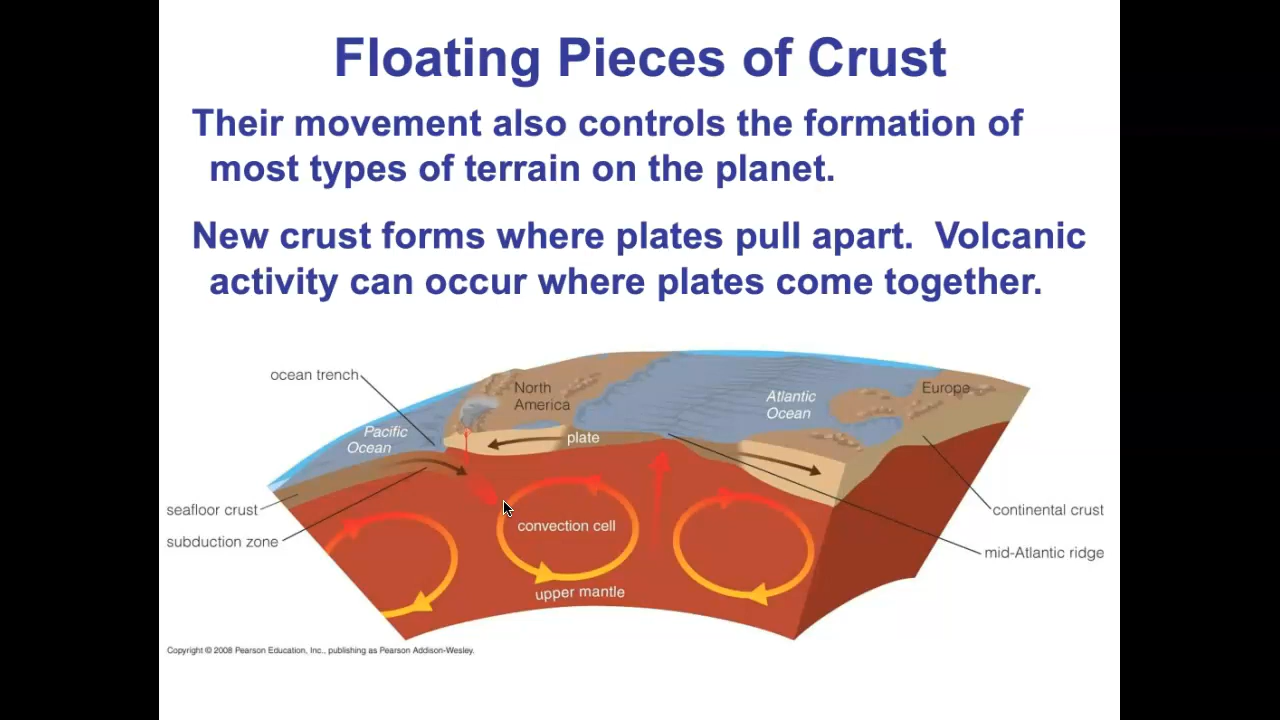 Floating Pieces of Crust
Their movement also controls the formation of
most types of terrain on the planet.
New crust forms where plates pull apart.  Volcanic
activity can occur where plates come together.
ocean trench
North
America
Pacific
Ocean
plate
Atlantic
Ocean
Europe
seafloor crust
subduction zone
convection cell
upper mantle
continental crust
mid-Atlantic ridge
Copyright © 2008 Pearson Education, Inc., publishing as Pearson Addison-Wesley.